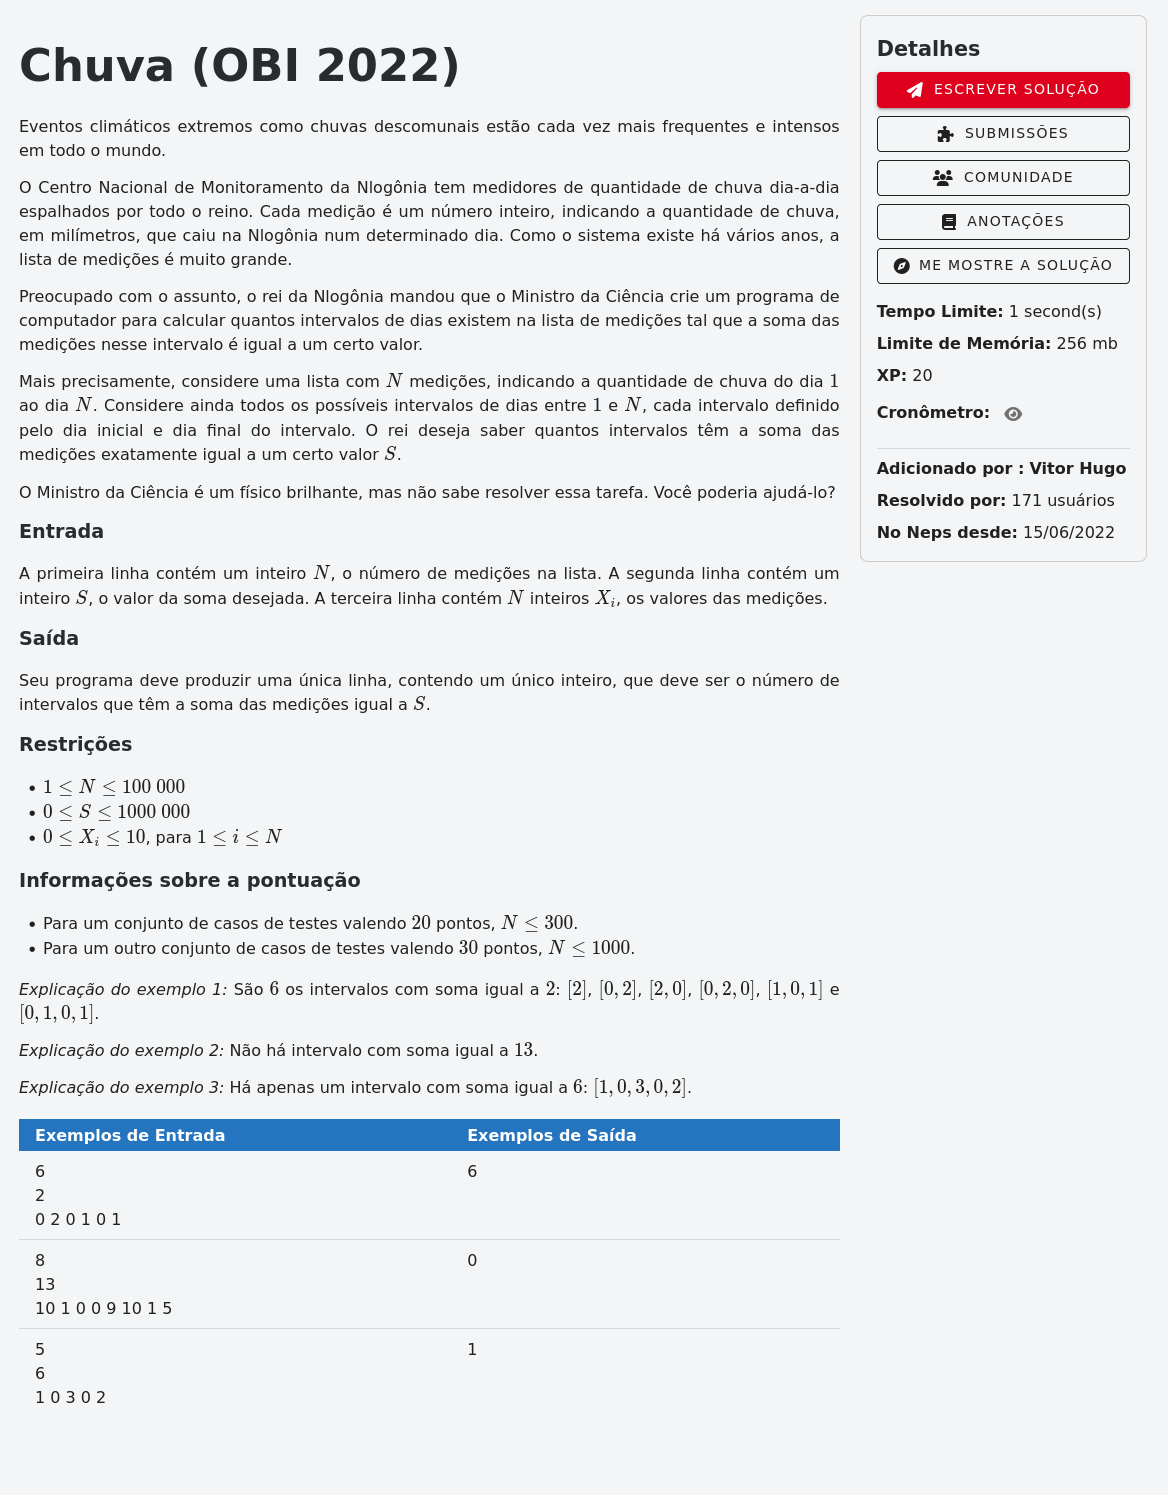 Chuva (OBI 2022)
Eventos climáticos extremos como chuvas descomunais estão cada vez mais frequentes e intensos
em todo o mundo.
O Centro Nacional de Monitoramento da Nlogônia tem medidores de quantidade de chuva dia-a-dia
espalhados por todo o reino. Cada medição é um número inteiro, indicando a quantidade de chuva,
em milímetros, que caiu na Nlogônia num determinado dia. Como o sistema existe há vários anos, a
lista de medições é muito grande.
Preocupado com o assunto, o rei da Nlogônia mandou que o Ministro da Ciência crie um programa de
computador para calcular quantos intervalos de dias existem na lista de medições tal que a soma das
medições nesse intervalo é igual a um certo valor.
Mais precisamente, considere uma lista com N medições, indicando a quantidade de chuva do dia 1
ao dia N. Considere ainda todos os possíveis intervalos de dias entre 1 e N, cada intervalo definido
pelo dia inicial e dia final do intervalo. O rei deseja saber quantos intervalos têm a soma das
medições exatamente igual a um certo valor S.
O Ministro da Ciência é um físico brilhante, mas não sabe resolver essa tarefa. Você poderia ajudá-lo?
Entrada
A primeira linha contém um inteiro N, o número de medições na lista. A segunda linha contém um
inteiro S, o valor da soma desejada. A terceira linha contém N inteiros Xᵢ, os valores das medições.
Saída
Seu programa deve produzir uma única linha, contendo um único inteiro, que deve ser o número de
intervalos que têm a soma das medições igual a S.
Restrições
• 1 ≤ N ≤ 100 000
• 0 ≤ S ≤ 1000 000
• 0 ≤ Xᵢ ≤ 10, para 1 ≤ i ≤ N
Informações sobre a pontuação
• Para um conjunto de casos de testes valendo 20 pontos, N ≤ 300.
• Para um outro conjunto de casos de testes valendo 30 pontos, N ≤ 1000.
Explicação do exemplo 1: São 6 os intervalos com soma igual a 2: [2], [0, 2], [2, 0], [0, 2, 0], [1, 0, 1] e
[0, 1, 0, 1].
Explicação do exemplo 2: Não há intervalo com soma igual a 13.
Explicação do exemplo 3: Há apenas um intervalo com soma igual a 6: [1, 0, 3, 0, 2].
Exemplos de Entrada Exemplos de Saída
6 6
2
0 2 0 1 0 1
8 0
13
10 1 0 0 9 10 1 5
5 1
6
1 0 3 0 2
Detalhes
ESCREVER SOLUÇÃO
SUBMISSÕES
COMUNIDADE
ANOTAÇÕES
ME MOSTRE A SOLUÇÃO
Tempo Limite: 1 second(s)
Limite de Memória: 256 mb
XP: 20
Cronômetro:
Adicionado por : Vitor Hugo
Resolvido por: 171 usuários
No Neps desde: 15/06/2022